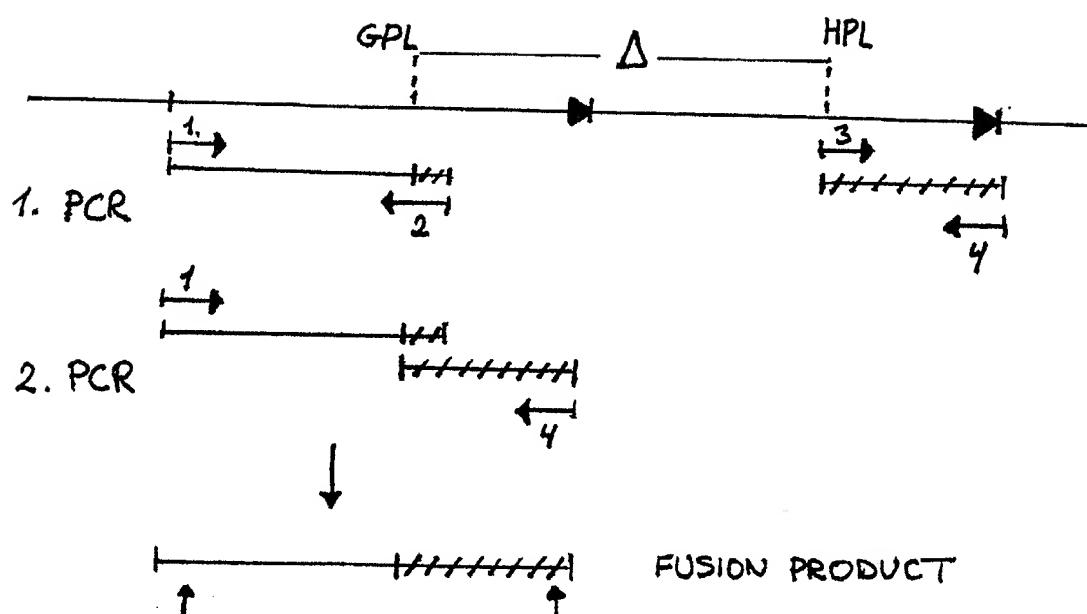 GPL Δ HPL
1. 3
1. PCR
2 4
1
2. PCR
4
FUSION PRODUCT